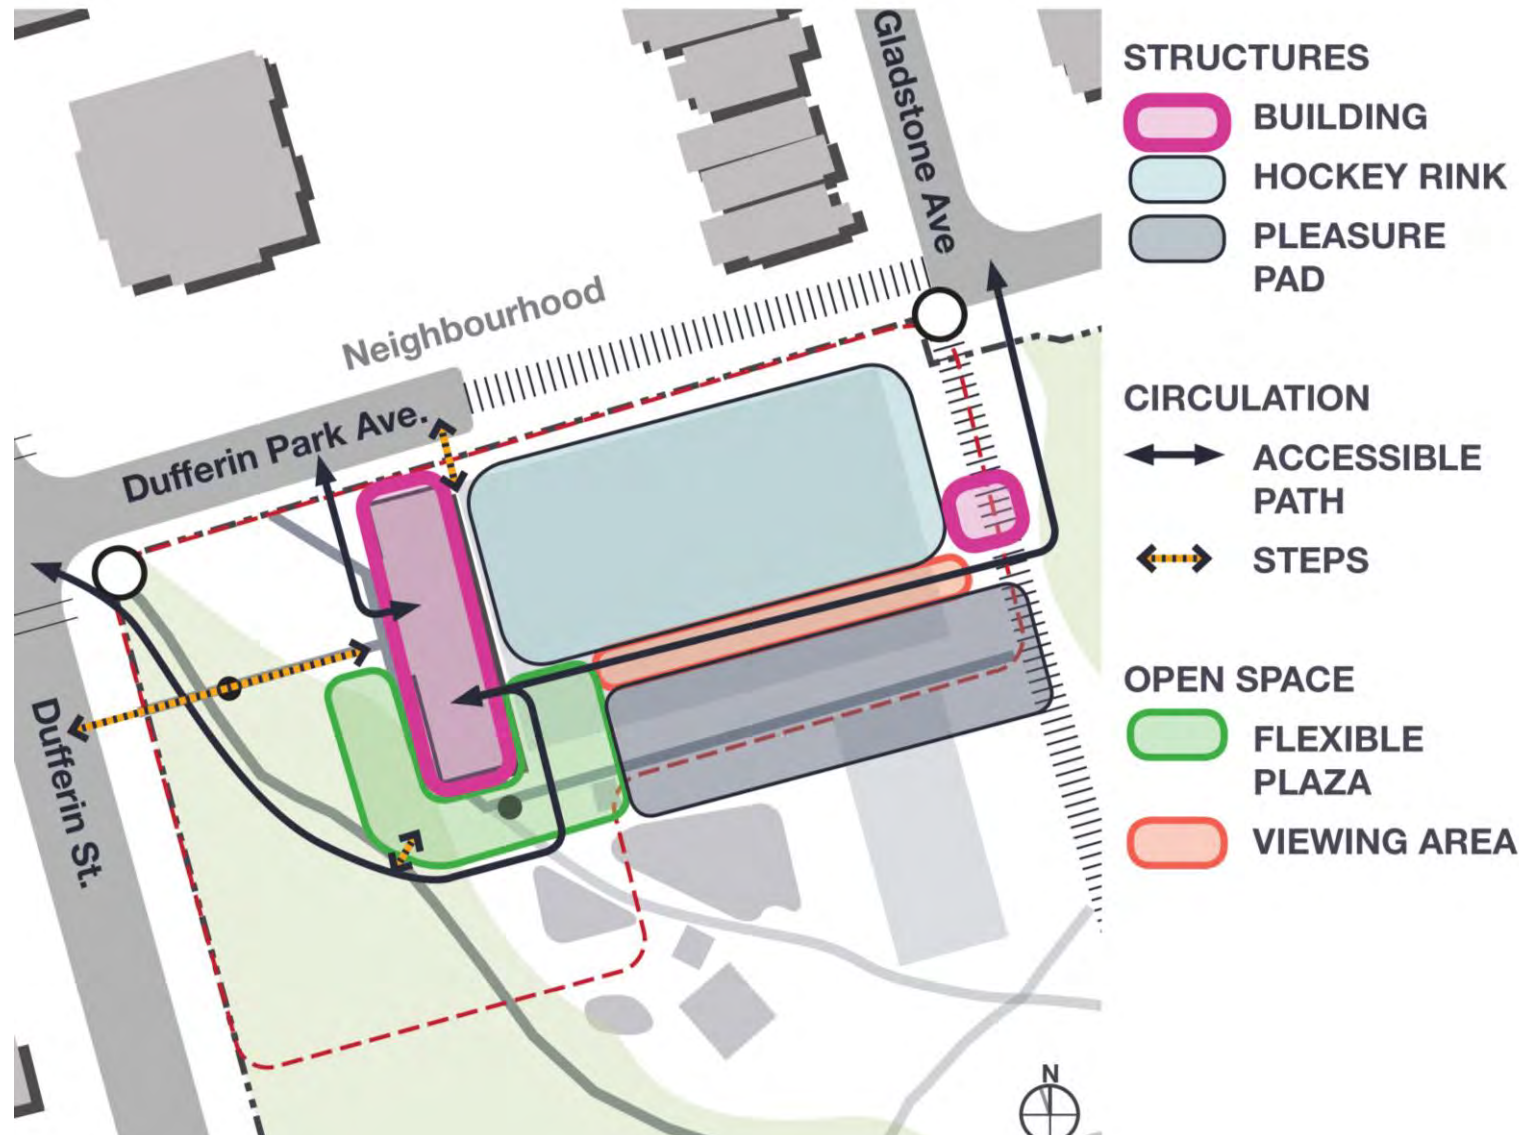 Gladstone Ave
Neighbourhood
Dufferin Park Ave.
Dufferin St.
N
STRUCTURES
BUILDING
HOCKEY RINK
PLEASURE
PAD
CIRCULATION
ACCESSIBLE
PATH
STEPS
OPEN SPACE
FLEXIBLE
PLAZA
VIEWING AREA